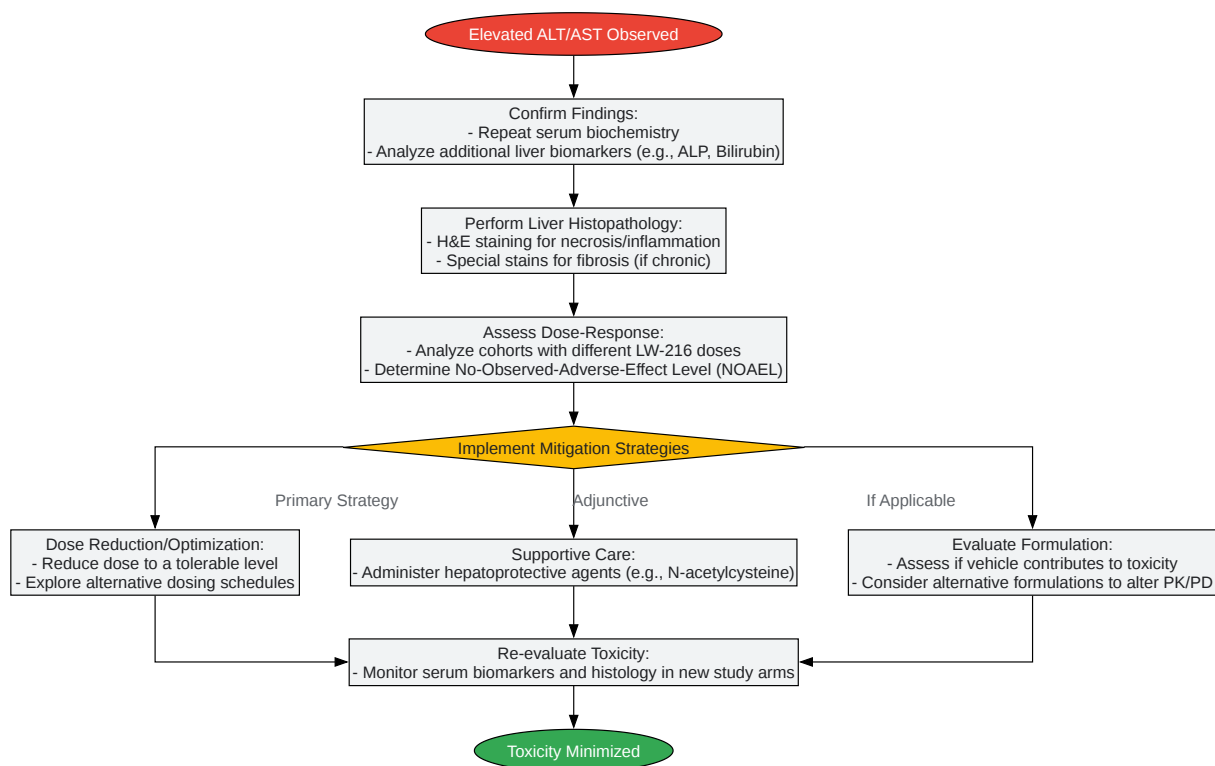 Elevated ALT/AST Observed
Confirm Findings:
- Repeat serum biochemistry
- Analyze additional liver biomarkers (e.g., ALP, Bilirubin)
Perform Liver Histopathology:
- H&E staining for necrosis/inflammation
- Special stains for fibrosis (if chronic)
Assess Dose-Response:
- Analyze cohorts with different LW-216 doses
- Determine No-Observed-Adverse-Effect Level (NOAEL)
Implement Mitigation Strategies
Primary Strategy
Adjunctive
If Applicable
Dose Reduction/Optimization:
- Reduce dose to a tolerable level
- Explore alternative dosing schedules
Supportive Care:
- Administer hepatoprotective agents (e.g., N-acetylcysteine)
Evaluate Formulation:
- Assess if vehicle contributes to toxicity
- Consider alternative formulations to alter PK/PD
Re-evaluate Toxicity:
- Monitor serum biomarkers and histology in new study arms
Toxicity Minimized